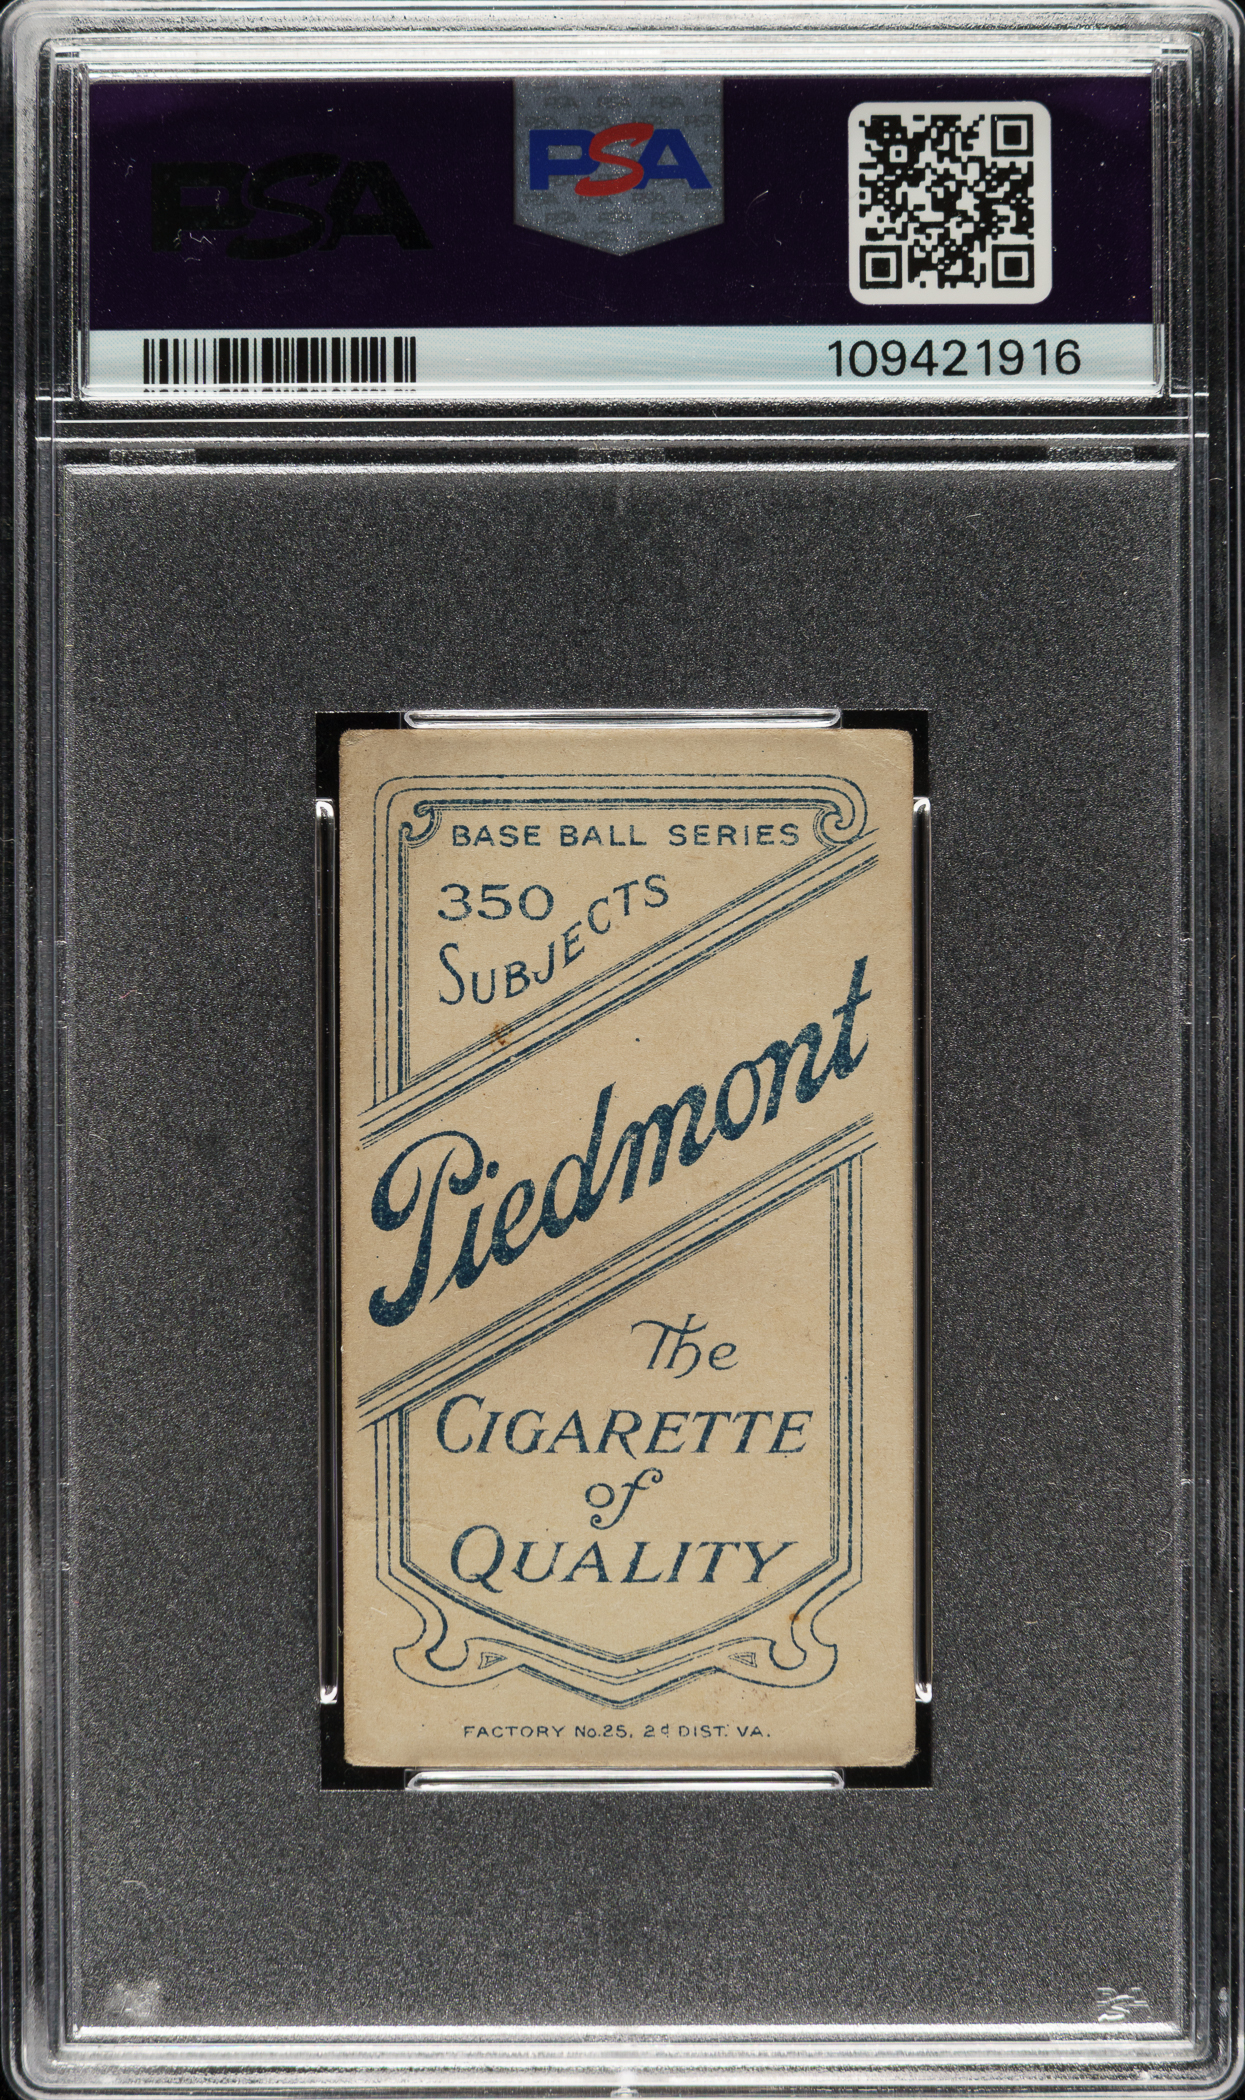 PSA
PSA
109421916
BASE BALL SERIES
350
SUBJECTS
Piedmont
The
CIGARETTE
of
QUALITY
FACTORY No.25, 2d DIST. VA.